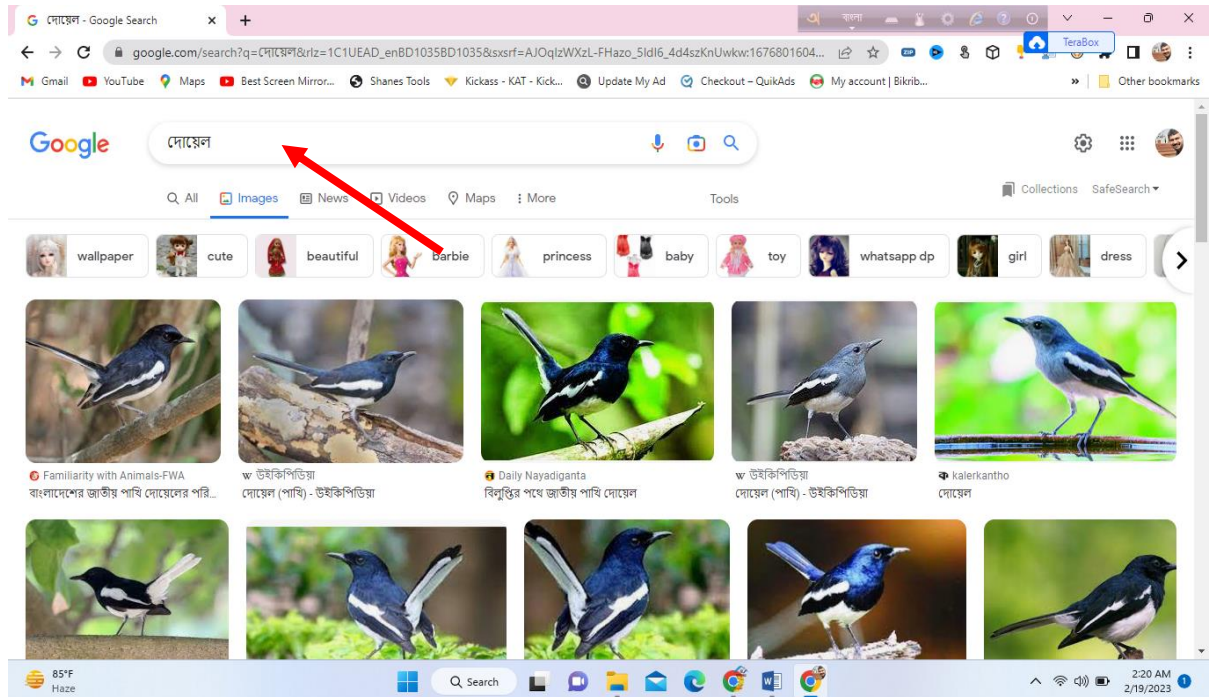 দোয়েল - Google Search
বাংলা
TeraBox
google.com/search?q=দোয়েল&rlz=1C1UEAD_enBD1035BD1035&sxsrf=AJOqlzWXzL-FHazo_5IdI6_4d4szKnUwkw:1676801604...
Gmail YouTube Maps Best Screen Mirror... Shanes Tools Kickass - KAT - Kick... Update My Ad Checkout – QuikAds My account | Bikrib... » Other bookmarks
Google দোয়েল
All Images News Videos Maps More Tools Collections SafeSearch
wallpaper cute beautiful barbie princess baby toy whatsapp dp girl dress
Familiarity with Animals-FWA
বাংলাদেশের জাতীয় পাখি দোয়েলের পরি...
উইকিপিডিয়া
দোয়েল (পাখি) - উইকিপিডিয়া
Daily Nayadiganta
বিলুপ্তির পথে জাতীয় পাখি দোয়েল
উইকিপিডিয়া
দোয়েল (পাখি) - উইকিপিডিয়া
kalerkantho
দোয়েল
85°F
Haze
Search
2:20 AM
2/19/2023
1